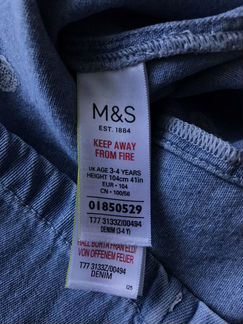 M&S
EST. 1884
KEEP AWAY
FROM FIRE
UK AGE 3-4 YEARS
HEIGHT 104cm 41in
EUR · 104
CN · 100/56
01850529
T77 3133Z/00494
DENIM (3-4 Y)
VON OFFENEM FEUER
T77 3133Z/00494
DENIM